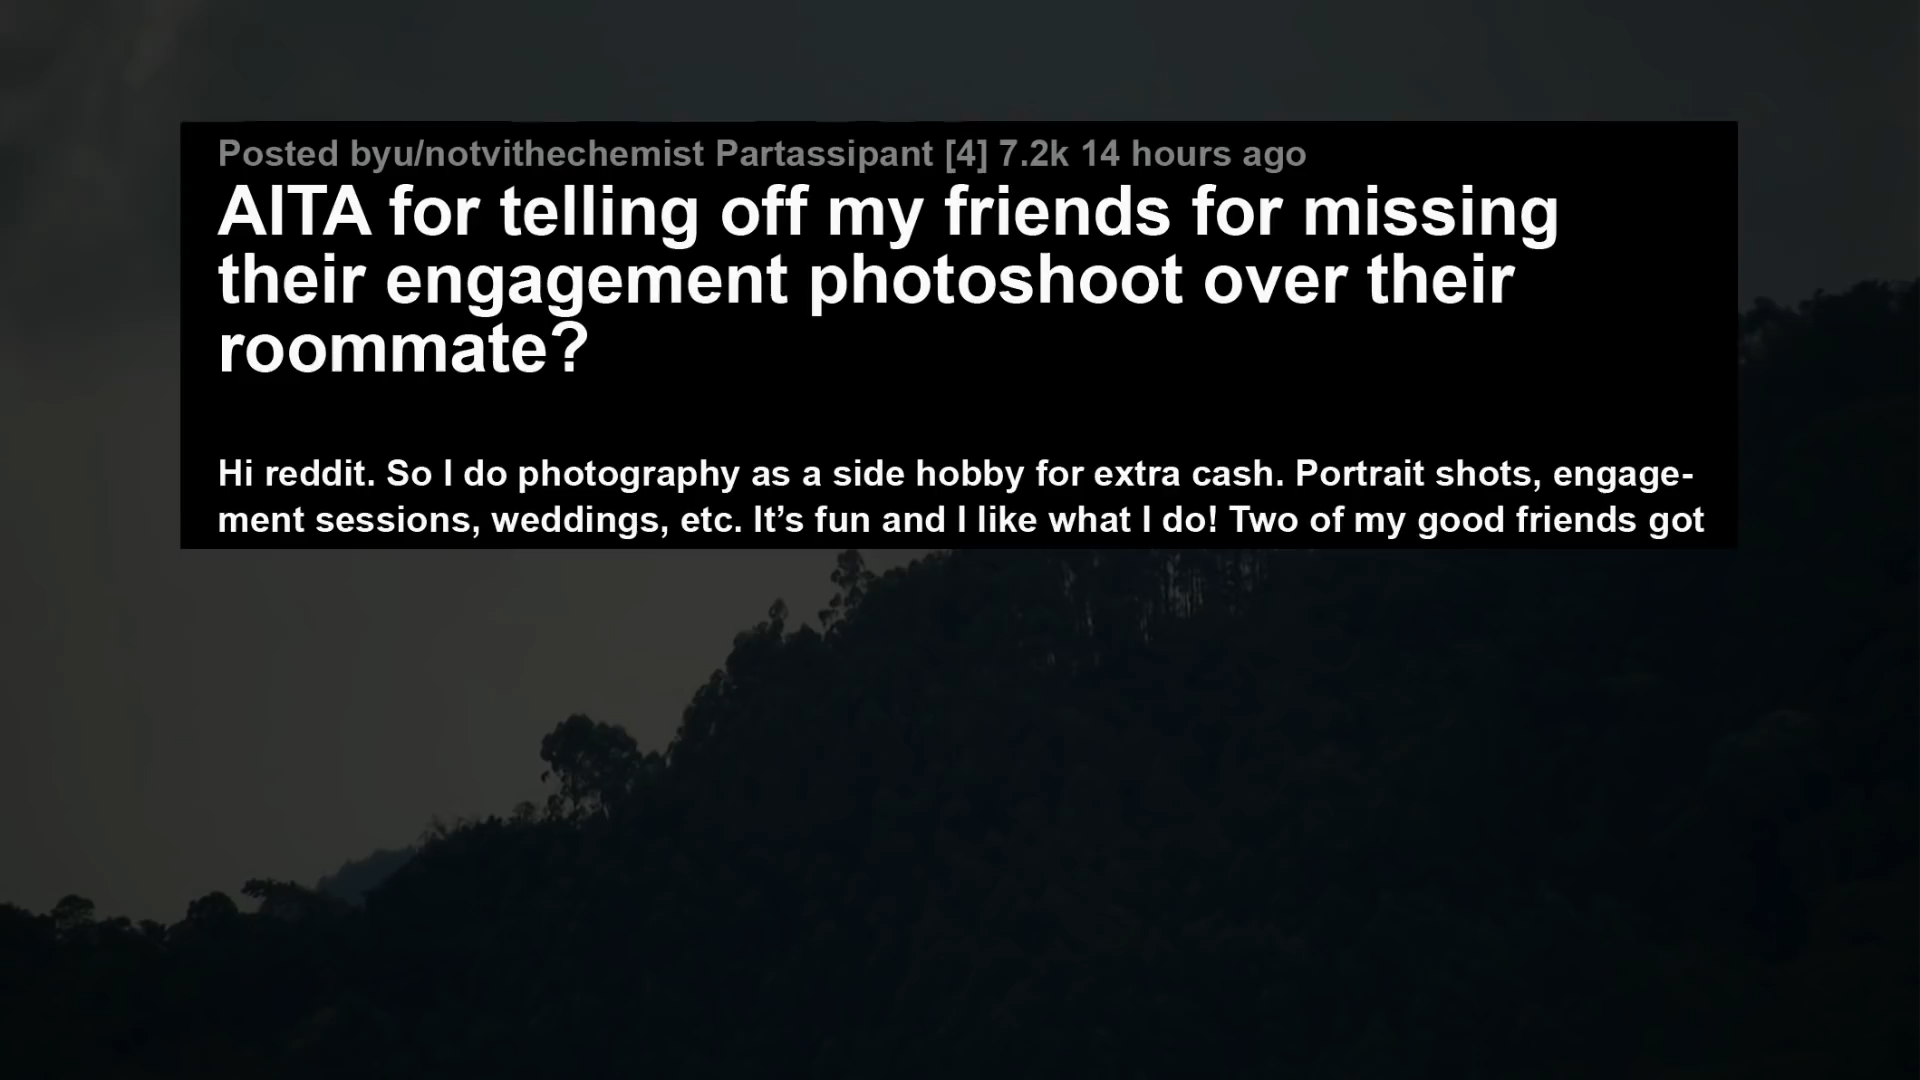 Posted byu/notvithechemist Partassipant [4] 7.2k 14 hours ago
AITA for telling off my friends for missing
their engagement photoshoot over their
roommate?
Hi reddit. So I do photography as a side hobby for extra cash. Portrait shots, engage-
ment sessions, weddings, etc. It’s fun and I like what I do! Two of my good friends got